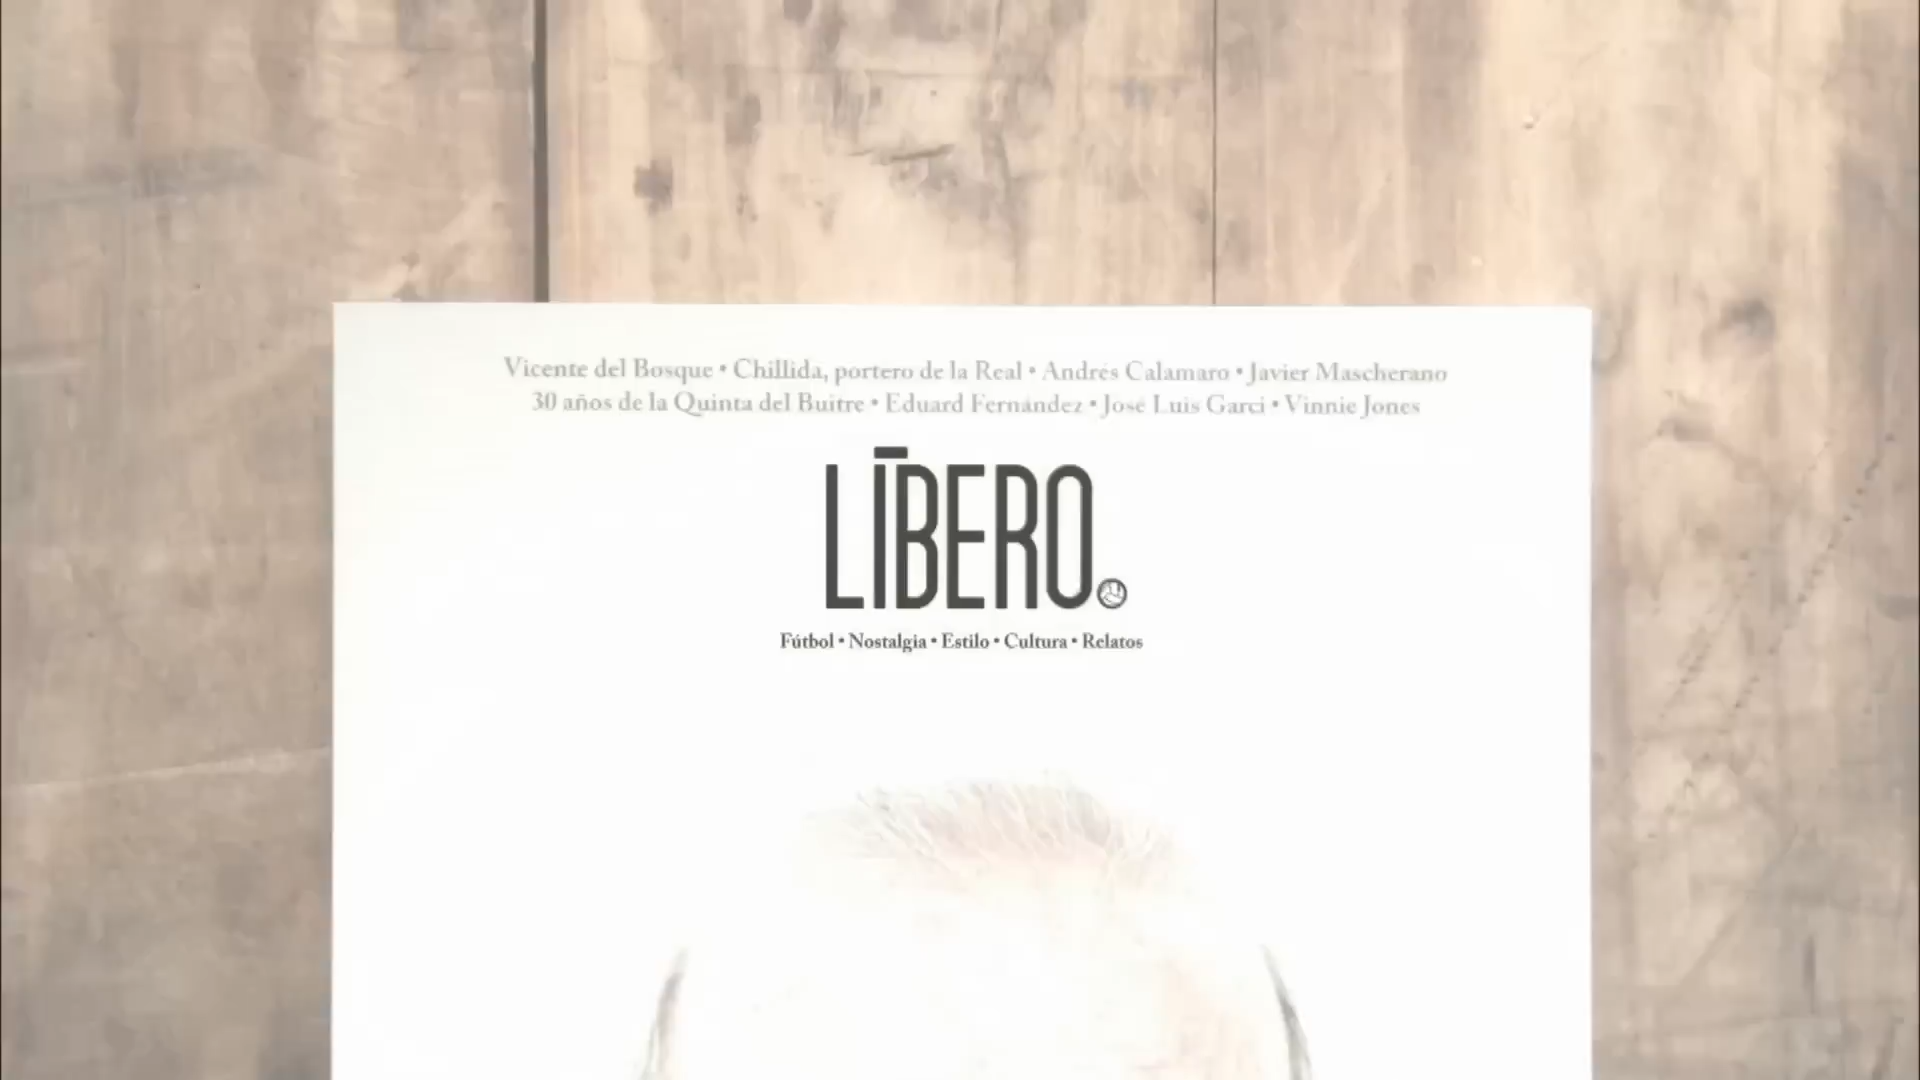 Vicente del Bosque • Chillida, portero de la Real • Andrés Calamaro • Javier Mascherano
30 años de la Quinta del Buitre • Eduard Fernández • José Luis Garci • Vinnie Jones
LĪBERO.
Fútbol • Nostalgia • Estilo • Cultura • Relatos